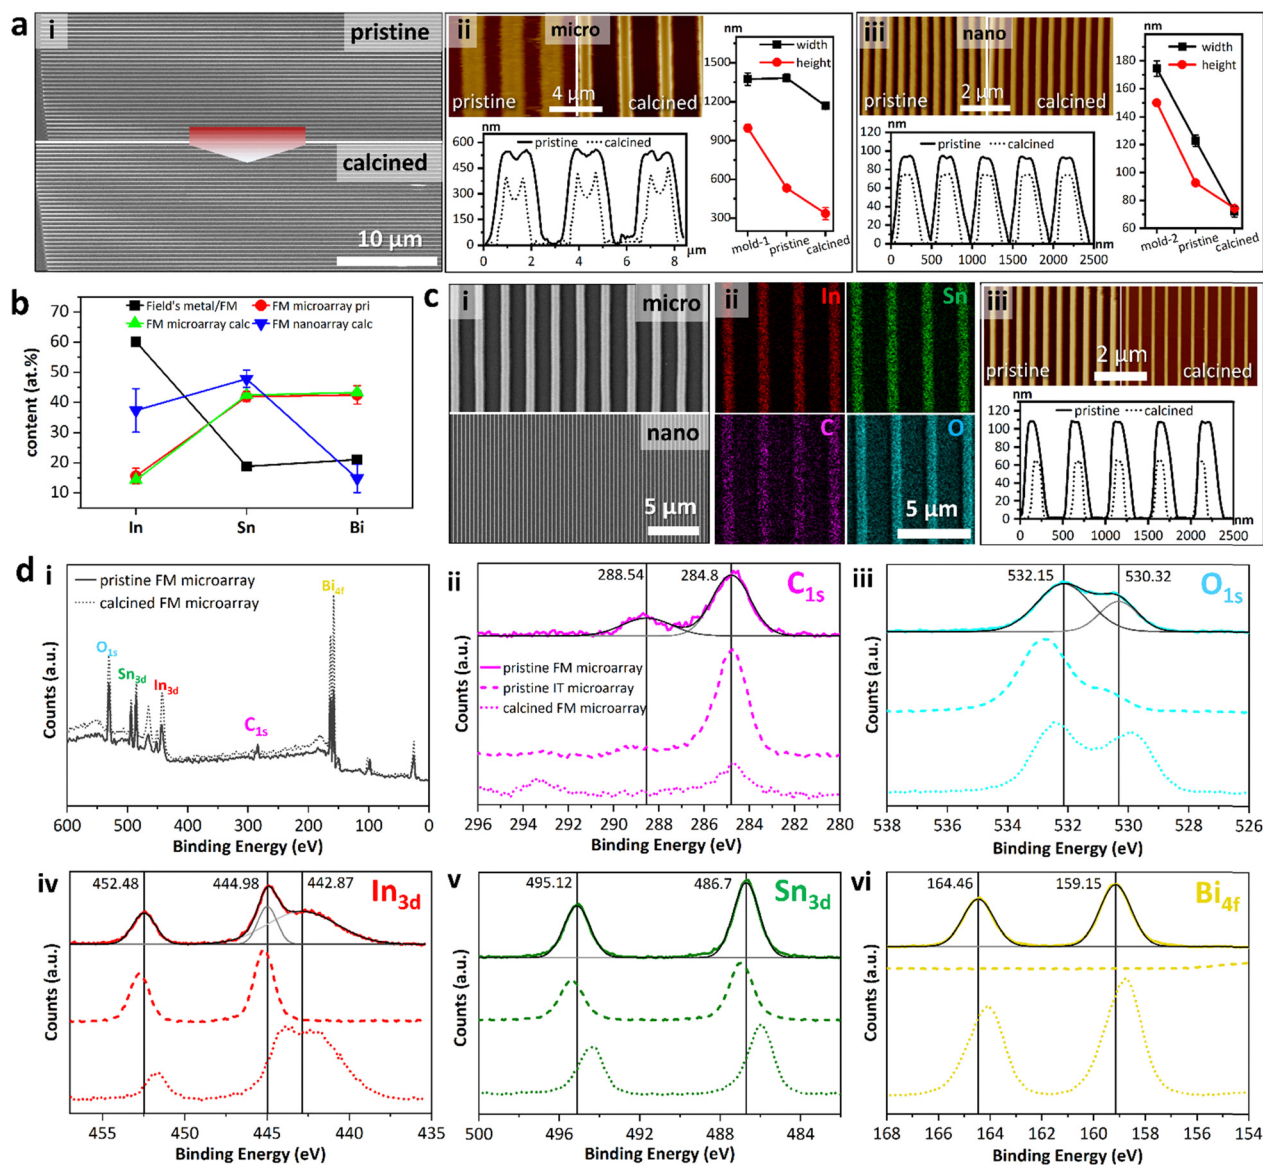 a
i
pristine
calcined
10 μm
ii
micro
pristine
4 μm
calcined
nm
600
450
300
150
0
pristine
calcined
0 2 4 6 8
μm
nm
1500
1200
900
600
300
width
height
mold-1 pristine calcined
iii
nano
pristine
2 μm
calcined
nm
120
100
80
60
40
20
0
pristine
calcined
0 500 1000 1500 2000 2500
nm
nm
180
160
140
120
100
80
60
width
height
mold-2 pristine calcined
b
content (at.%)
70
60
50
40
30
20
10
Field's metal/FM
FM microarray pri
FM microarray calc
FM nanoarray calc
In Sn Bi
c
i
micro
nano
5 μm
ii
In
Sn
C
O
5 μm
iii
pristine
2 μm
calcined
nm
120
100
80
60
40
20
0
pristine
calcined
0 500 1000 1500 2000 2500
nm
d
i
pristine FM microarray
calcined FM microarray
O1s
Sn3d
In3d
C1s
Bi4f
Counts (a.u.)
600 500 400 300 200 100 0
Binding Energy (eV)
ii
288.54
284.8
C1s
pristine FM microarray
pristine IT microarray
calcined FM microarray
Counts (a.u.)
296 294 292 290 288 286 284 282 280
Binding Energy (eV)
iii
532.15
530.32
O1s
Counts (a.u.)
538 536 534 532 530 528 526
Binding Energy (eV)
iv
452.48
444.98
442.87
In3d
Counts (a.u.)
455 450 445 440 435
Binding Energy (eV)
v
495.12
486.7
Sn3d
Counts (a.u.)
500 496 492 488 484
Binding Energy (eV)
vi
164.46
159.15
Bi4f
Counts (a.u.)
168 166 164 162 160 158 156 154
Binding Energy (eV)